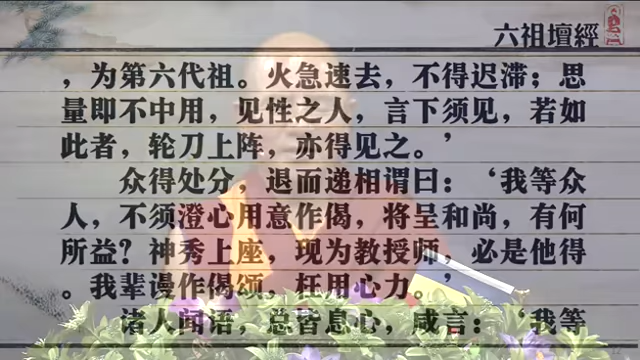 六祖壇經
，为第六代祖。火急速去，不得迟滞；思
量即不中用，见性之人，言下须见，若如
此者，轮刀上阵，亦得见之。’
众得处分，退而递相谓曰：‘我等众
人，不须澄心用意作偈，将呈和尚，有何
所益？神秀上座，现为教授师，必是他得
。我辈谩作偈颂，枉用心力。’
诸人闻语，总皆息心，咸言：‘我等